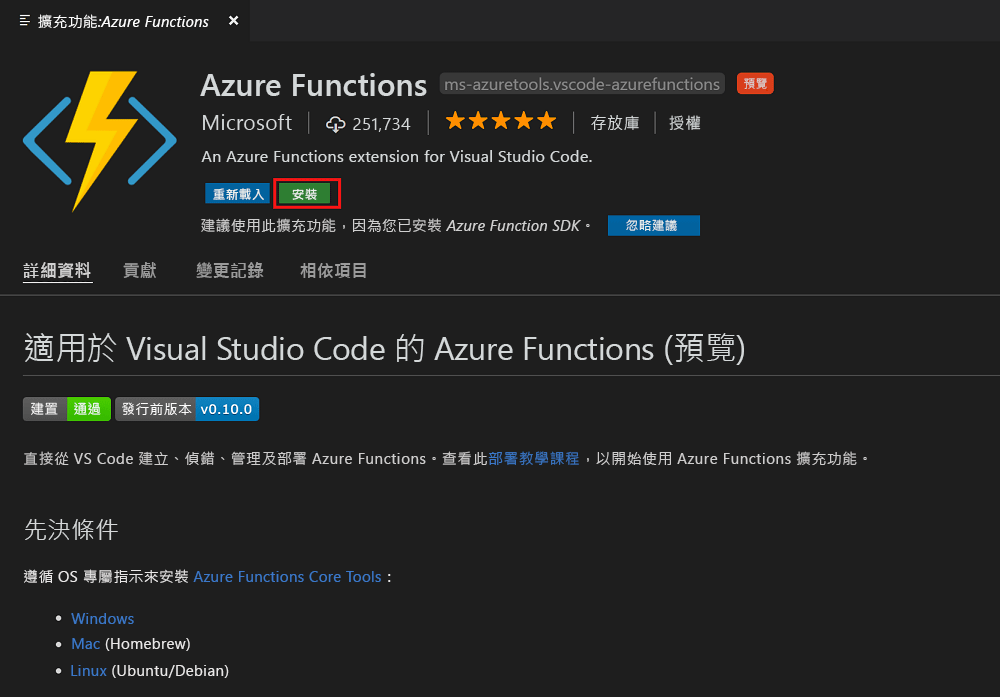 擴充功能:Azure Functions
Azure Functions ms-azuretools.vscode-azurefunctions 預覽
Microsoft 251,734 存放庫 授權
An Azure Functions extension for Visual Studio Code.
重新載入 安裝
建議使用此擴充功能，因為您已安裝 Azure Function SDK。 忽略建議
詳細資料 貢獻 變更記錄 相依項目
適用於 Visual Studio Code 的 Azure Functions (預覽)
建置 通過 發行前版本 v0.10.0
直接從 VS Code 建立、偵錯、管理及部署 Azure Functions。查看此部署教學課程，以開始使用 Azure Functions 擴充功能。
先決條件
遵循 OS 專屬指示來安裝 Azure Functions Core Tools：
• Windows
• Mac (Homebrew)
• Linux (Ubuntu/Debian)